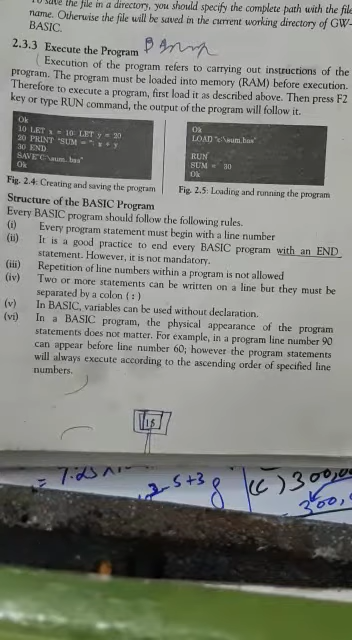 save the file in a directory, you should specify the complete path with the file
name. Otherwise the file will be saved in the current working directory of GW-
BASIC.
2.3.3 Execute the Program
Execution of the program refers to carrying out instructions of the
program. The program must be loaded into memory (RAM) before execution.
Therefore to execute a program, first load it as described above. Then press F2
key or type RUN command, the output of the program will follow it.
Ok
10 LET x = 10: LET y = 20
20 PRINT "SUM = "; x + y
30 END
SAVE"C:\sum.bas"
Ok
Fig. 2.4: Creating and saving the program
Ok
LOAD "c:\sum.bas"
RUN
SUM = 30
Ok
Fig. 2.5: Loading and running the program
Structure of the BASIC Program
Every BASIC program should follow the following rules.
(i) Every program statement must begin with a line number
(ii) It is a good practice to end every BASIC program with an END
statement. However, it is not mandatory.
(iii) Repetition of line numbers within a program is not allowed
(iv) Two or more statements can be written on a line but they must be
separated by a colon ( : )
(v) In BASIC, variables can be used without declaration.
(vi) In a BASIC program, the physical appearance of the program
statements does not matter. For example, in a program line number 90
can appear before line number 60; however the program statements
will always execute according to the ascending order of specified line
numbers.